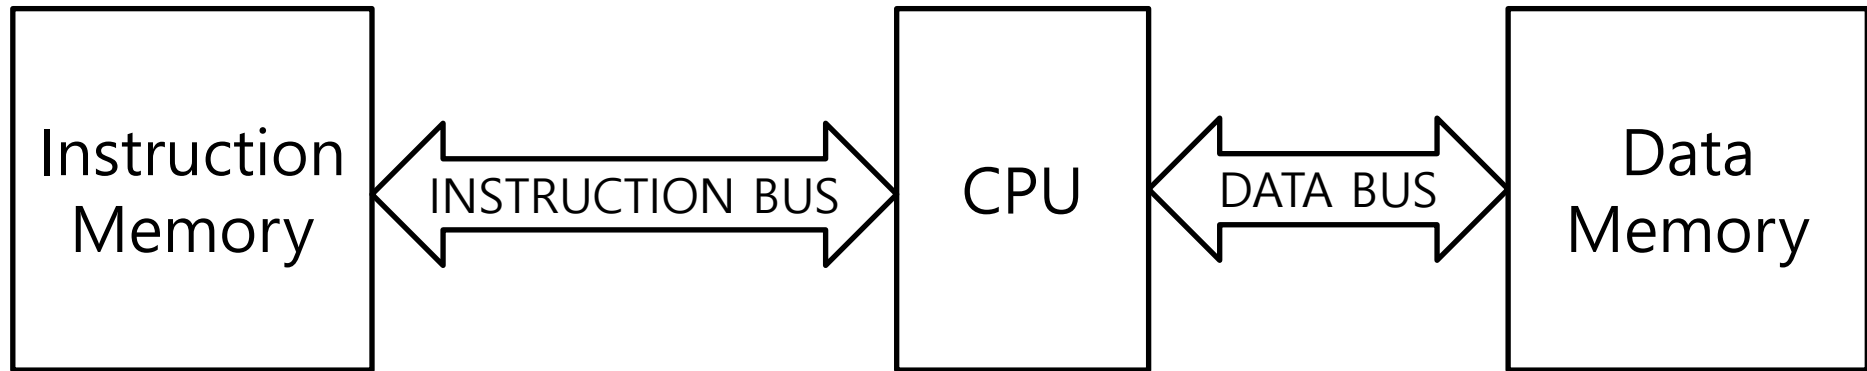 Instruction
Memory
INSTRUCTION BUS
CPU
DATA BUS
Data
Memory